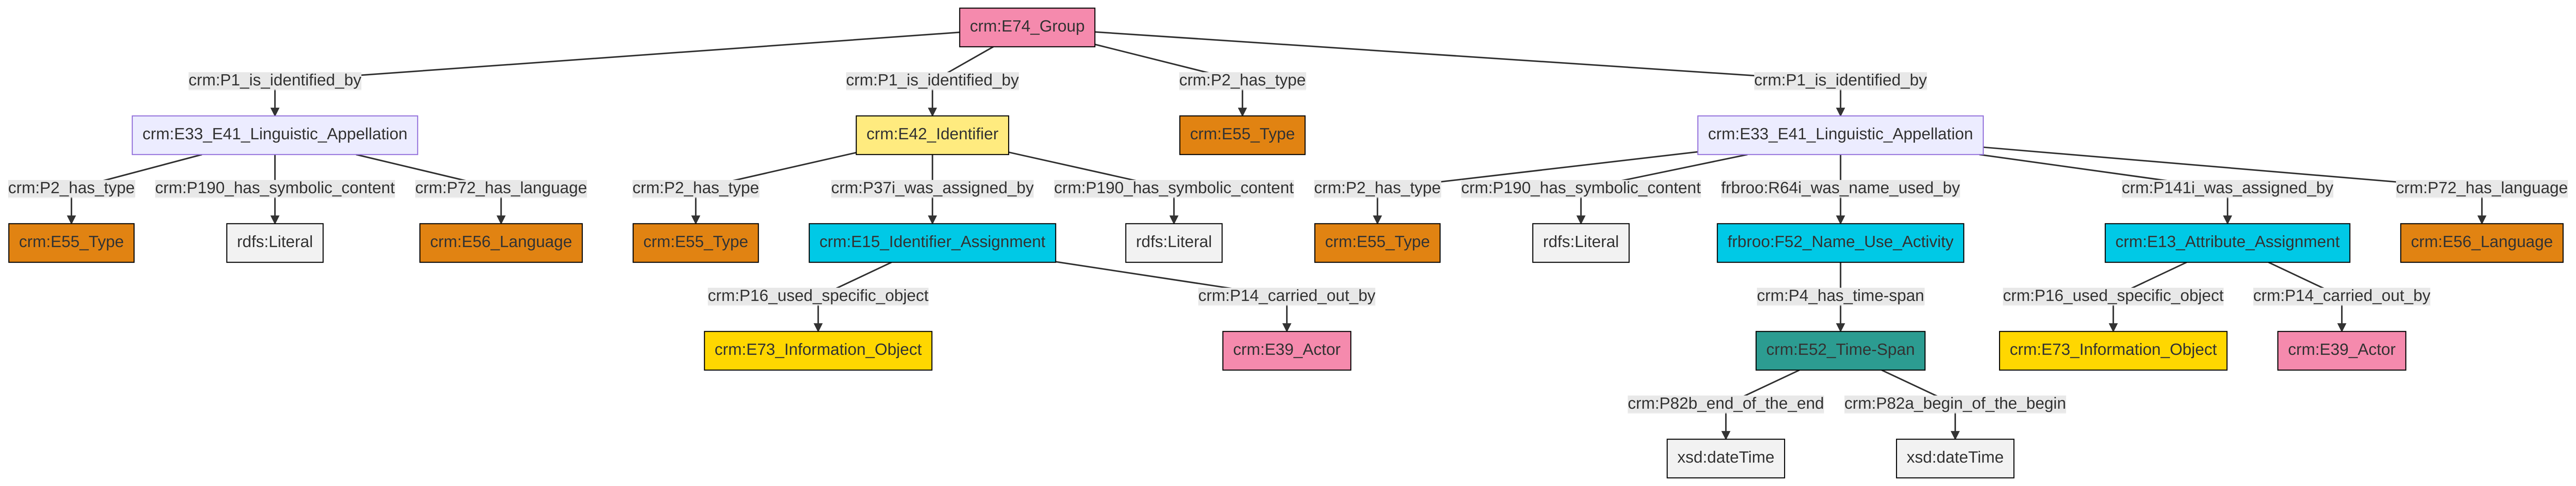 crm:E74_Group
crm:P1_is_identified_by
crm:P1_is_identified_by
crm:P2_has_type
crm:P1_is_identified_by
crm:E33_E41_Linguistic_Appellation
crm:E42_Identifier
crm:E55_Type
crm:E33_E41_Linguistic_Appellation
crm:P2_has_type
crm:P190_has_symbolic_content
crm:P72_has_language
crm:P2_has_type
crm:P37i_was_assigned_by
crm:P190_has_symbolic_content
crm:P2_has_type
crm:P190_has_symbolic_content
frbroo:R64i_was_name_used_by
crm:P141i_was_assigned_by
crm:P72_has_language
crm:E55_Type
rdfs:Literal
crm:E56_Language
crm:E55_Type
crm:E15_Identifier_Assignment
rdfs:Literal
crm:E55_Type
rdfs:Literal
frbroo:F52_Name_Use_Activity
crm:E13_Attribute_Assignment
crm:E56_Language
crm:P16_used_specific_object
crm:P14_carried_out_by
crm:P4_has_time-span
crm:P16_used_specific_object
crm:P14_carried_out_by
crm:E73_Information_Object
crm:E39_Actor
crm:E52_Time-Span
crm:E73_Information_Object
crm:E39_Actor
crm:P82b_end_of_the_end
crm:P82a_begin_of_the_begin
xsd:dateTime
xsd:dateTime